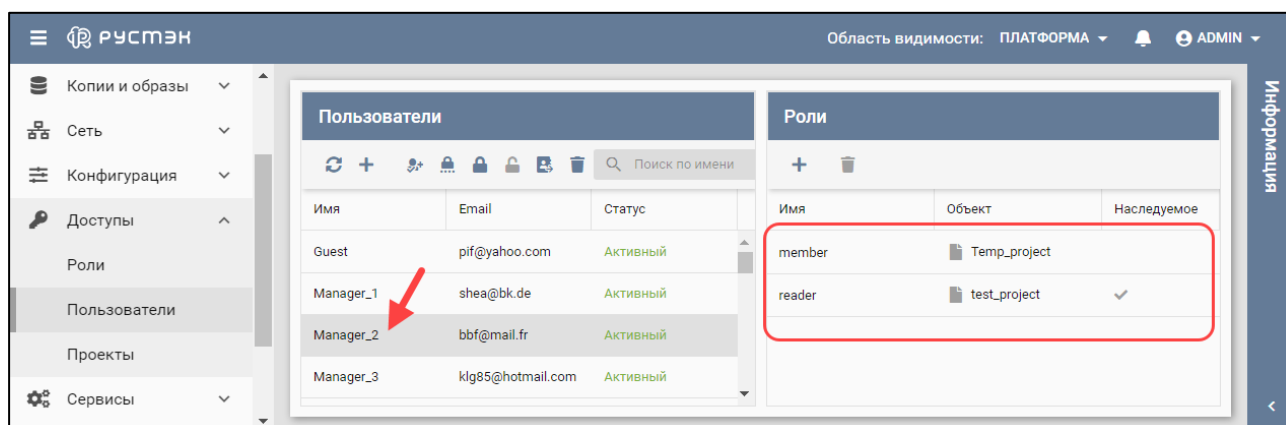 РУСТЭК
Область видимости: ПЛАТФОРМА
ADMIN
Копии и образы
Сеть
Конфигурация
Доступы
Роли
Пользователи
Проекты
Сервисы
Пользователи
Поиск по имени
Имя Email Статус
Guest pif@yahoo.com Активный
Manager_1 shea@bk.de Активный
Manager_2 bbf@mail.fr Активный
Manager_3 klg85@hotmail.com Активный
Роли
Имя Объект Наследуемое
member Temp_project
reader test_project
Информация